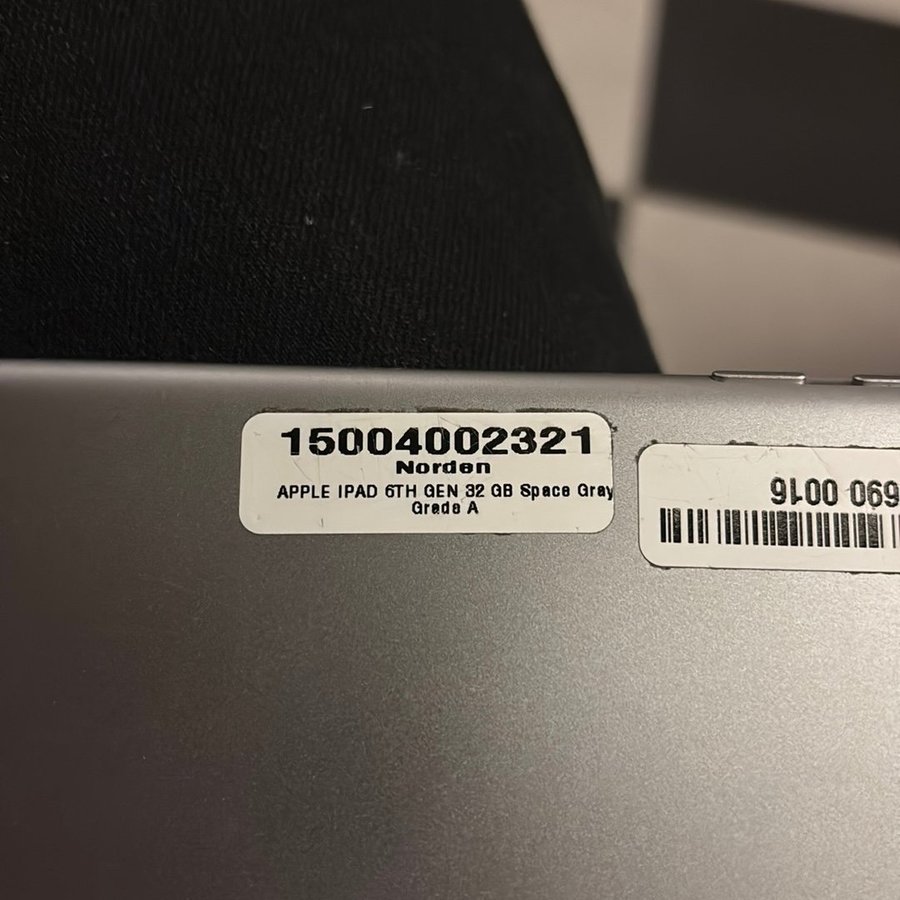 15004002321
Norden
APPLE IPAD 6TH GEN 32 GB Space Gray
Grade A
690 0016